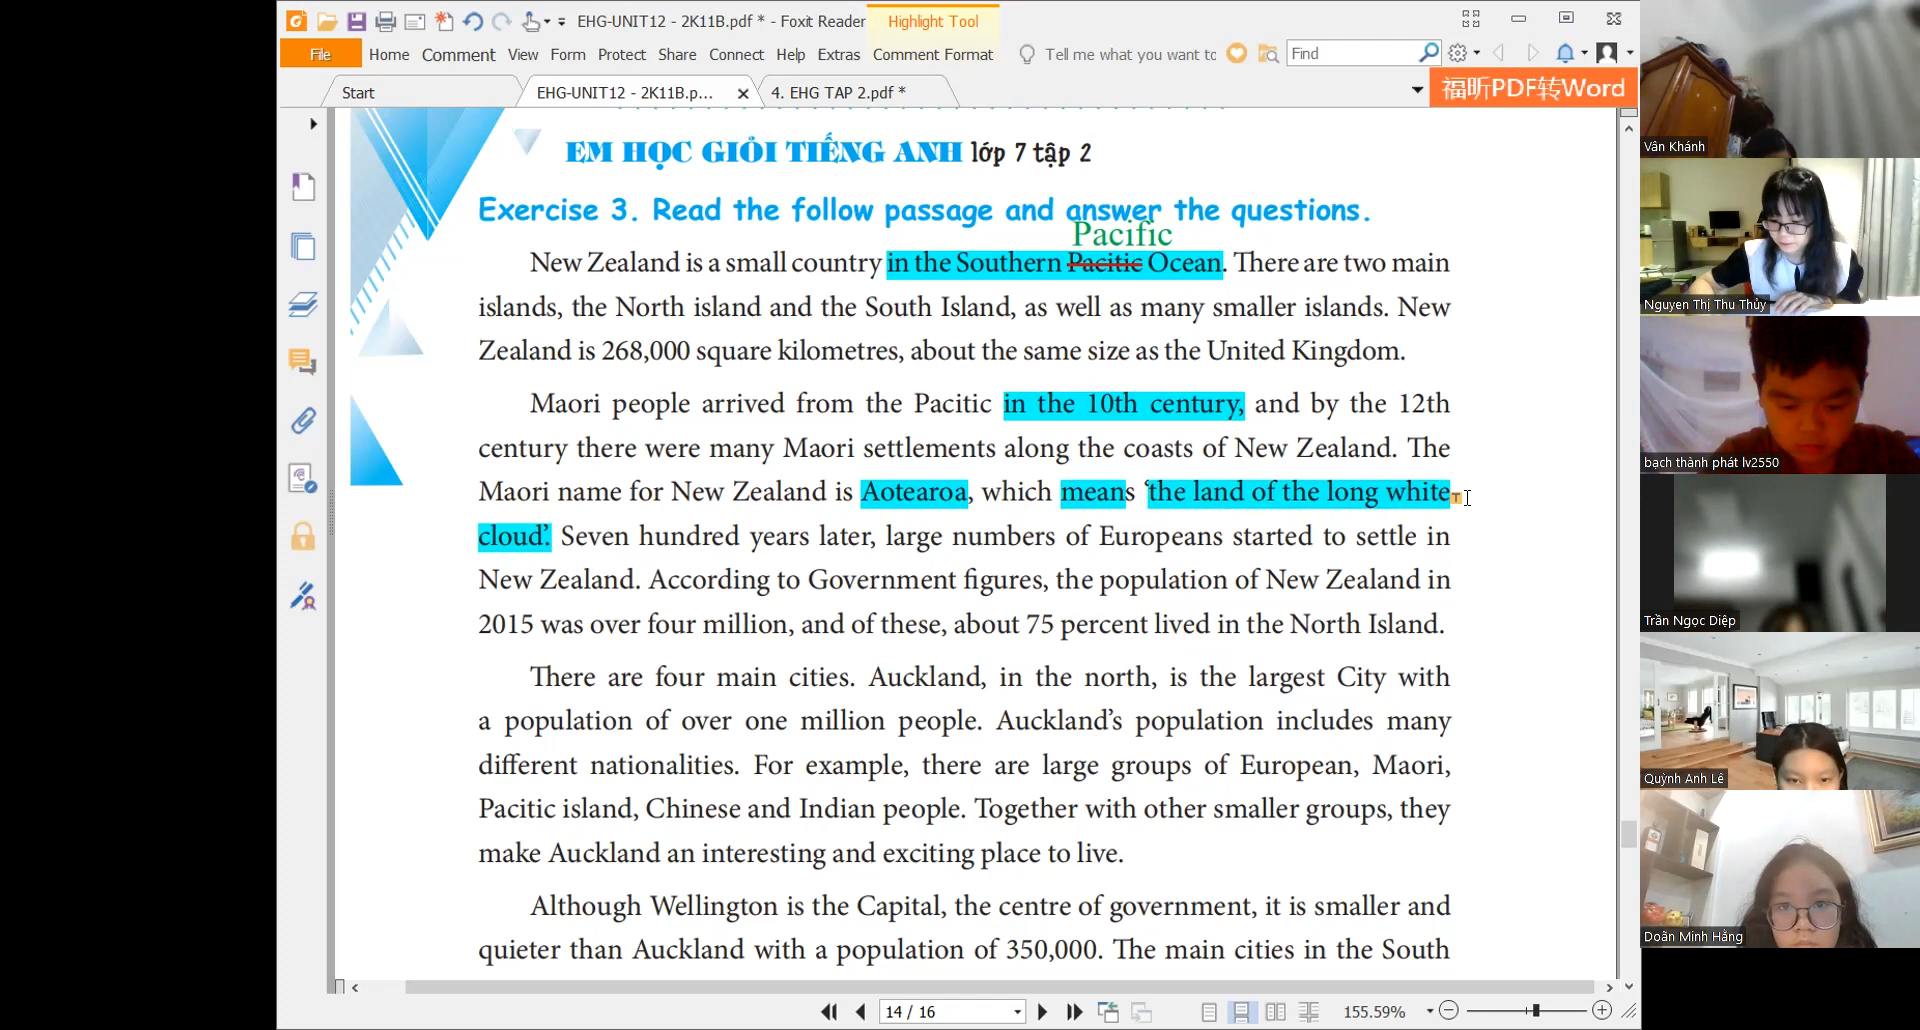 EHG-UNIT12 - 2K11B.pdf * - Foxit Reader
Highlight Tool
File Home Comment View Form Protect Share Connect Help Extras Comment Format Tell me what you want to Find
Start EHG-UNIT12 - 2K11B.p... 4. EHG TAP 2.pdf *
福昕PDF转Word
EM HỌC GIỎI TIẾNG ANH lớp 7 tập 2
Exercise 3. Read the follow passage and answer the questions.
Pacific
New Zealand is a small country in the Southern Pacitic Ocean. There are two main
islands, the North island and the South Island, as well as many smaller islands. New
Zealand is 268,000 square kilometres, about the same size as the United Kingdom.
Maori people arrived from the Pacitic in the 10th century, and by the 12th
century there were many Maori settlements along the coasts of New Zealand. The
Maori name for New Zealand is Aotearoa, which means ‘the land of the long white
cloud’. Seven hundred years later, large numbers of Europeans started to settle in
New Zealand. According to Government figures, the population of New Zealand in
2015 was over four million, and of these, about 75 percent lived in the North Island.
There are four main cities. Auckland, in the north, is the largest City with
a population of over one million people. Auckland’s population includes many
different nationalities. For example, there are large groups of European, Maori,
Pacitic island, Chinese and Indian people. Together with other smaller groups, they
make Auckland an interesting and exciting place to live.
Although Wellington is the Capital, the centre of government, it is smaller and
quieter than Auckland with a population of 350,000. The main cities in the South
14 / 16
155.59%
Vân Khánh
Nguyen Thị Thu Thủy
bạch thành phát lv2550
Trần Ngọc Diệp
Quỳnh Anh Lê
Doãn Minh Hằng